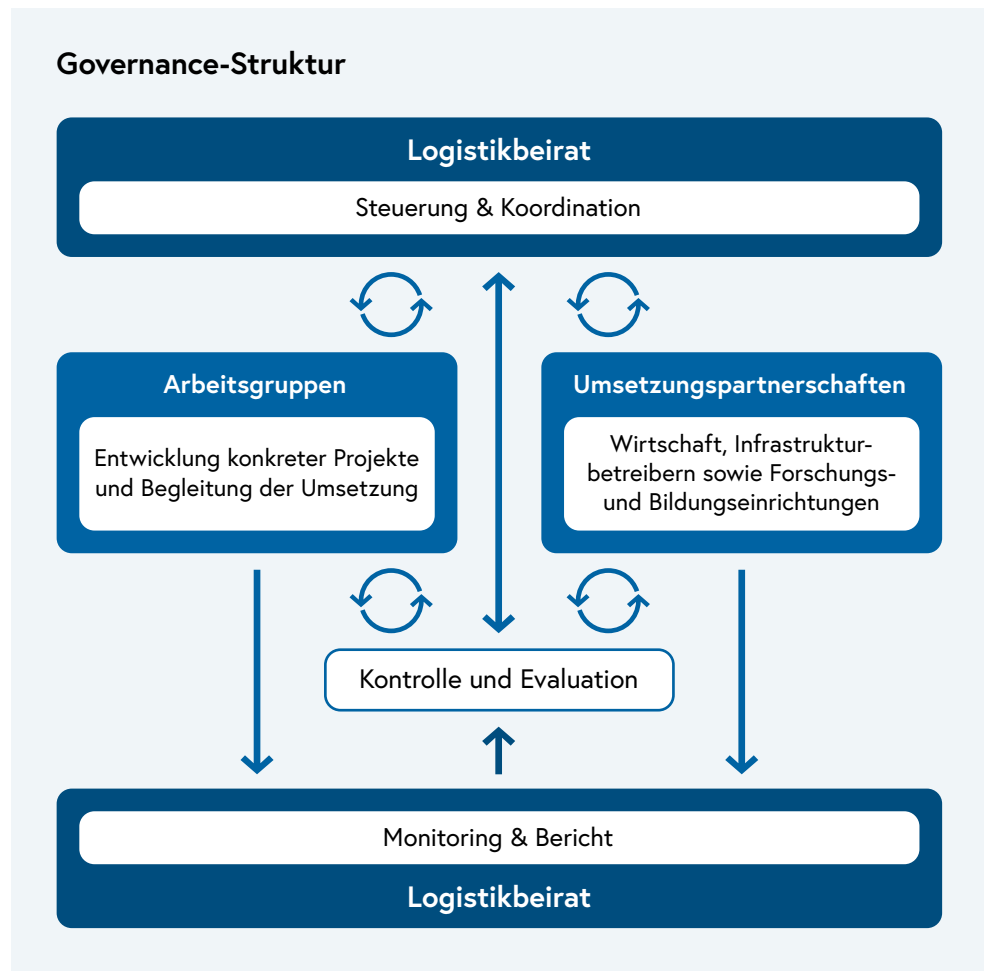 Governance-Struktur
Logistikbeirat
Steuerung & Koordination
Arbeitsgruppen
Entwicklung konkreter Projekte
und Begleitung der Umsetzung
Umsetzungspartnerschaften
Wirtschaft, Infrastruktur-
betreibern sowie Forschungs-
und Bildungseinrichtungen
Kontrolle und Evaluation
Monitoring & Bericht
Logistikbeirat